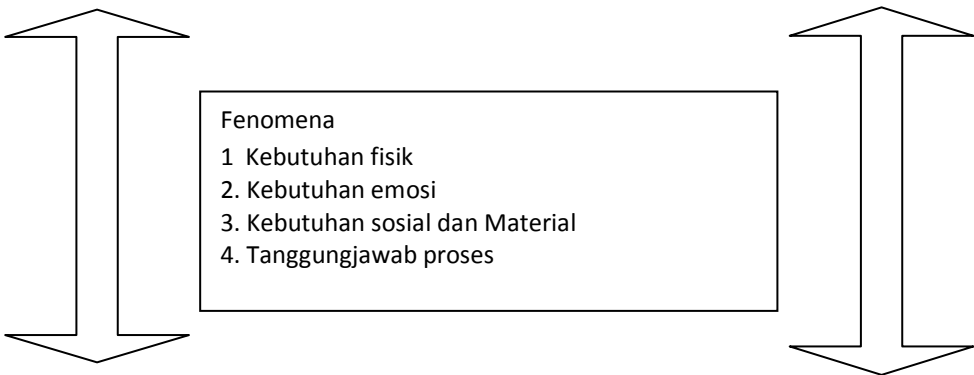 Fenomena
1 Kebutuhan fisik
2. Kebutuhan emosi
3. Kebutuhan sosial dan Material
4. Tanggungjawab proses